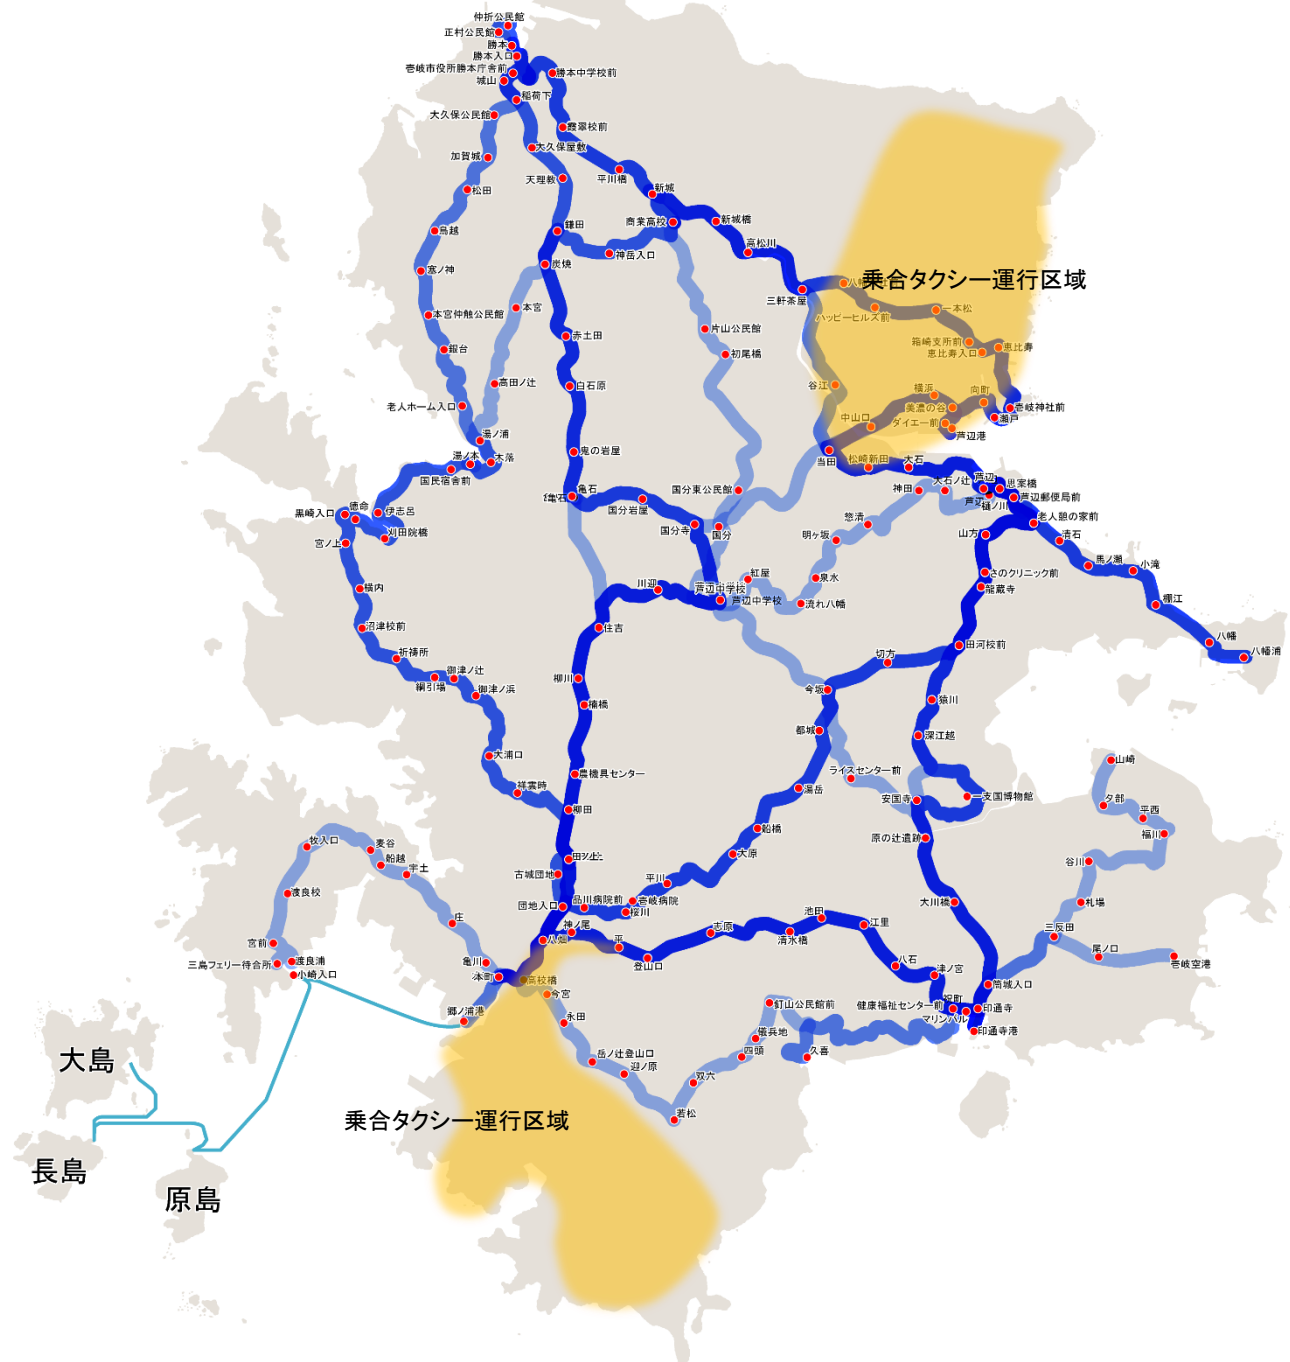 仲折公民館
正村公民館
勝本
勝本入口
壱岐市役所勝本庁舎前
城山
勝本中学校前
稲荷下
大久保公民館
霞翠校前
大久保屋敷
加賀城
天理教
平川橋
松田
新城
商業高校
新城橋
鳥越
鎌田
高松川
神岳入口
塞ノ神
炭焼
三軒茶屋
乗合タクシー運行区域
本宮
本宮仲触公民館
ハッピーヒルズ前
一本松
片山公民館
赤土田
箱崎支所前
恵比寿
恵比寿入口
銀台
初尾橋
高田ノ辻
白石原
谷江
横浜
向町
老人ホーム入口
美濃の谷
壱岐神社前
中山口
ダイエー前
瀬戸
芦辺港
湯ノ浦
鬼の岩屋
当田
松崎新田
大石
湯ノ本
木落
国民宿舎前
亀石
国分東公民館
神田
大石ノ辻
芦辺
思案橋
芦辺郵便局前
樋ノ川
国分岩屋
徳命
黒崎入口
伊志呂
刈田院橋
国分寺
国分
惣清
老人憩の家前
清石
山方
明ヶ坂
宮ノ上
馬ノ瀬
小滝
紅屋
泉水
さのクリニック前
龍蔵寺
横内
川迎
芦辺中学校
芦辺中学校
流れ八幡
棚江
沼津校前
住吉
八幡
八幡浦
祈祷所
切方
田河校前
綱引場
御津ノ辻
御津ノ浜
柳川
今坂
楠橋
猿川
都城
深江越
大浦口
農機具センター
ライスセンター前
山崎
祥雲時
湯岳
安国寺
一支国博物館
夕部
平西
柳田
船橋
原の辻遺跡
福川
牧入口
麦谷
船越
宇土
大原
谷川
古城団地
平川
渡良校
団地入口
品川病院前
壱岐病院
桜川
大川橋
札場
庄
神ノ尾
池田
江里
三反田
宮前
八畑
平
志原
清水橋
尾ノ口
壱岐空港
三島フェリー待合所
渡良浦
小崎入口
亀川
本町
高校橋
登山口
八石
津ノ宮
筒城入口
今宮
釘山公民館前
健康福祉センター前
祝町
印通寺
マリンパル
印通寺港
郷ノ浦港
永田
儀兵地
四頭
久喜
岳ノ辻登山口
迎ノ原
双六
若松
乗合タクシー運行区域
大島
長島
原島